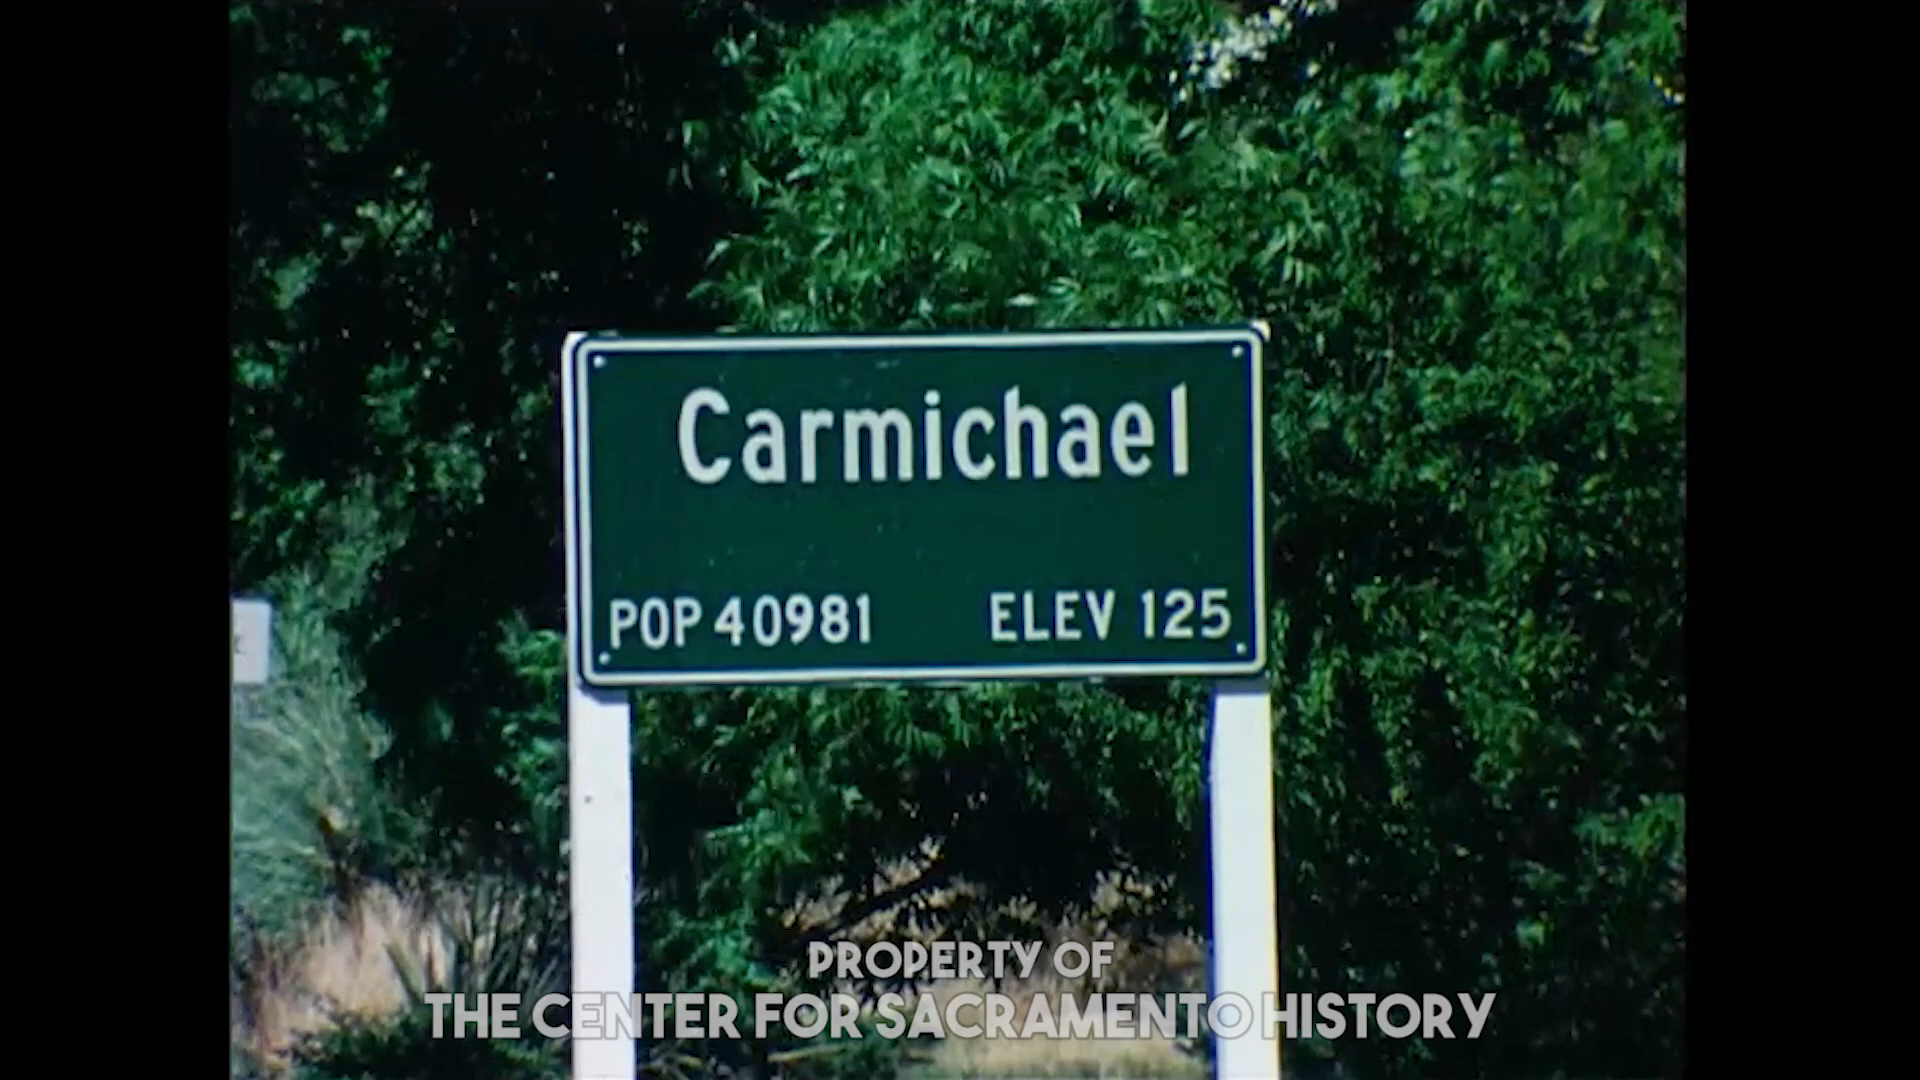 Carmichael
POP 40981 ELEV 125
PROPERTY OF
THE CENTER FOR SACRAMENTO HISTORY